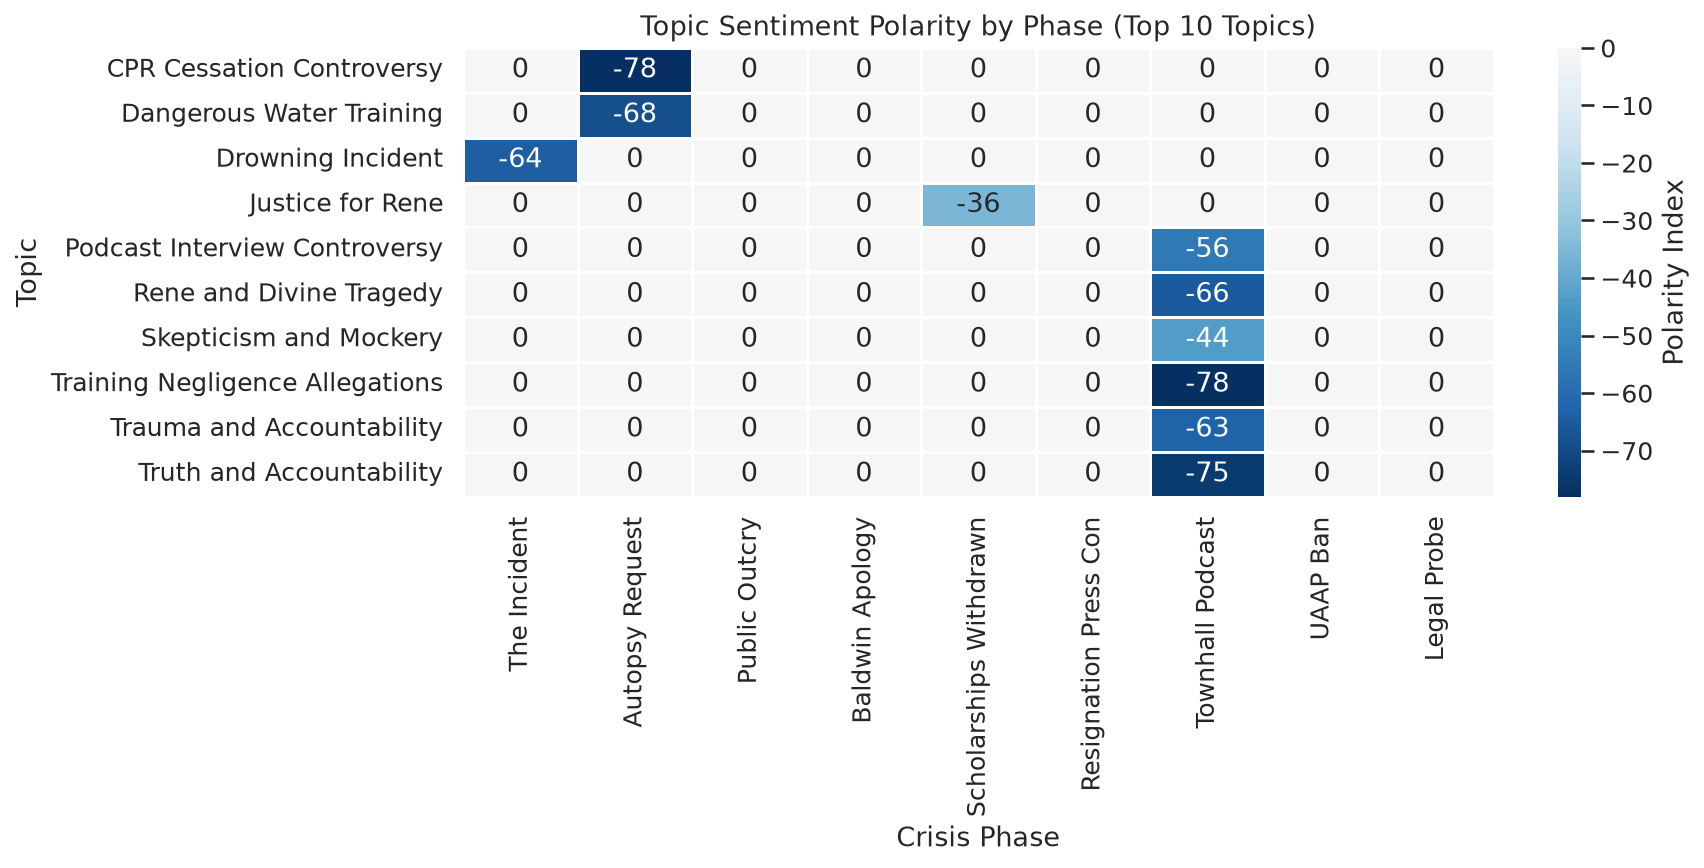 Topic Sentiment Polarity by Phase (Top 10 Topics)
Topic
CPR Cessation Controversy 0 -78 0 0 0 0 0 0 0
Dangerous Water Training 0 -68 0 0 0 0 0 0 0
Drowning Incident -64 0 0 0 0 0 0 0 0
Justice for Rene 0 0 0 0 -36 0 0 0 0
Podcast Interview Controversy 0 0 0 0 0 0 -56 0 0
Rene and Divine Tragedy 0 0 0 0 0 0 -66 0 0
Skepticism and Mockery 0 0 0 0 0 0 -44 0 0
Training Negligence Allegations 0 0 0 0 0 0 -78 0 0
Trauma and Accountability 0 0 0 0 0 0 -63 0 0
Truth and Accountability 0 0 0 0 0 0 -75 0 0
The Incident
Autopsy Request
Public Outcry
Baldwin Apology
Scholarships Withdrawn
Resignation Press Con
Townhall Podcast
UAAP Ban
Legal Probe
Crisis Phase
0
−10
−20
−30
−40
−50
−60
−70
Polarity Index